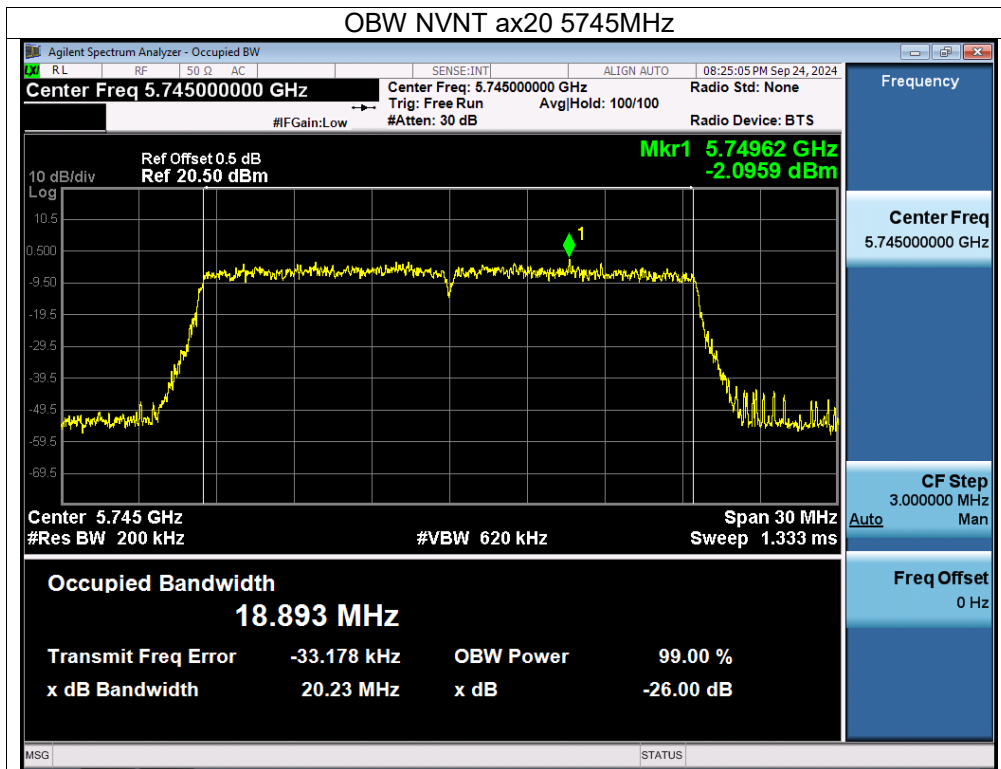 OBW NVNT ax20 5745MHz
Agilent Spectrum Analyzer - Occupied BW
LXI RL RF 50 Ω AC SENSE:INT ALIGN AUTO 08:25:05 PM Sep 24, 2024
Center Freq 5.745000000 GHz
Center Freq: 5.745000000 GHz
Radio Std: None
Trig: Free Run Avg|Hold: 100/100
#IFGain:Low
#Atten: 30 dB
Radio Device: BTS
Frequency
Mkr1 5.74962 GHz
-2.0959 dBm
Ref Offset 0.5 dB
10 dB/div Ref 20.50 dBm
Log
10.5
0.500
-9.50
-19.5
-29.5
-39.5
-49.5
-59.5
-69.5
1
Center 5.745 GHz Span 30 MHz
#Res BW 200 kHz #VBW 620 kHz Sweep 1.333 ms
Occupied Bandwidth
18.893 MHz
Transmit Freq Error -33.178 kHz OBW Power 99.00 %
x dB Bandwidth 20.23 MHz x dB -26.00 dB
Center Freq
5.745000000 GHz
CF Step
3.000000 MHz
Auto Man
Freq Offset
0 Hz
MSG STATUS